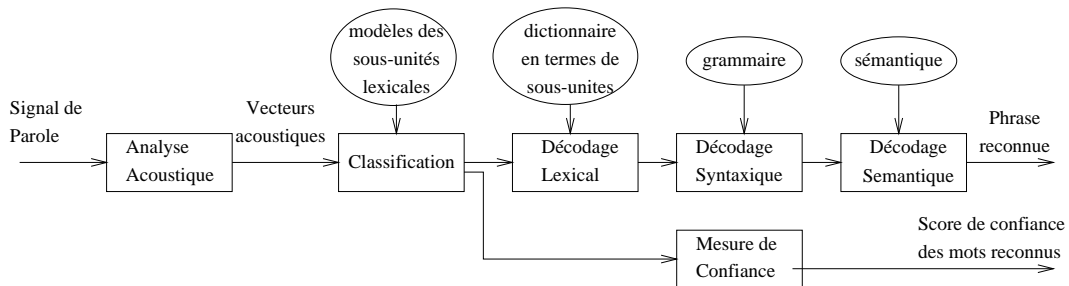 modèles des
sous-unités
lexicales
dictionnaire
en termes de
sous-unites
grammaire
sémantique
Signal de
Parole
Vecteurs
acoustiques
Phrase
reconnue
Analyse
Acoustique
Classification
Décodage
Lexical
Décodage
Syntaxique
Décodage
Semantique
Mesure de
Confiance
Score de confiance
des mots reconnus